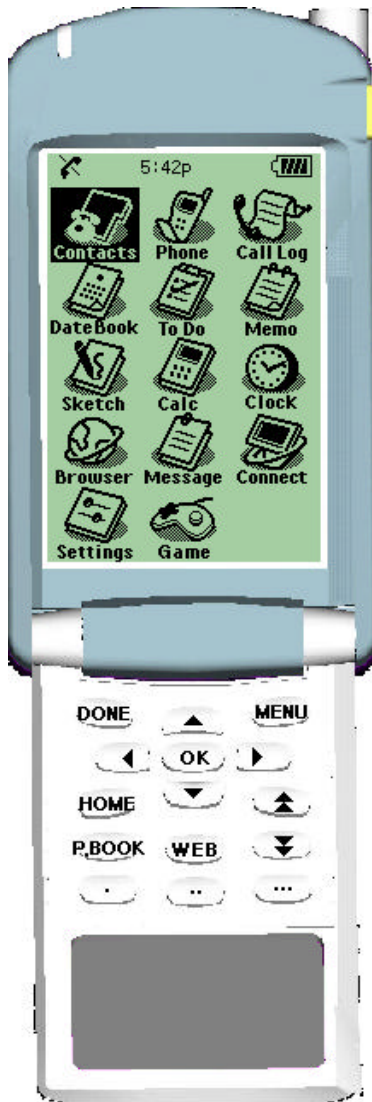 5:42p
Contacts Phone Call Log
DateBook To Do Memo
Sketch Calc Clock
Browser Message Connect
Settings Game
DONE MENU
OK
HOME
P.BOOK WEB